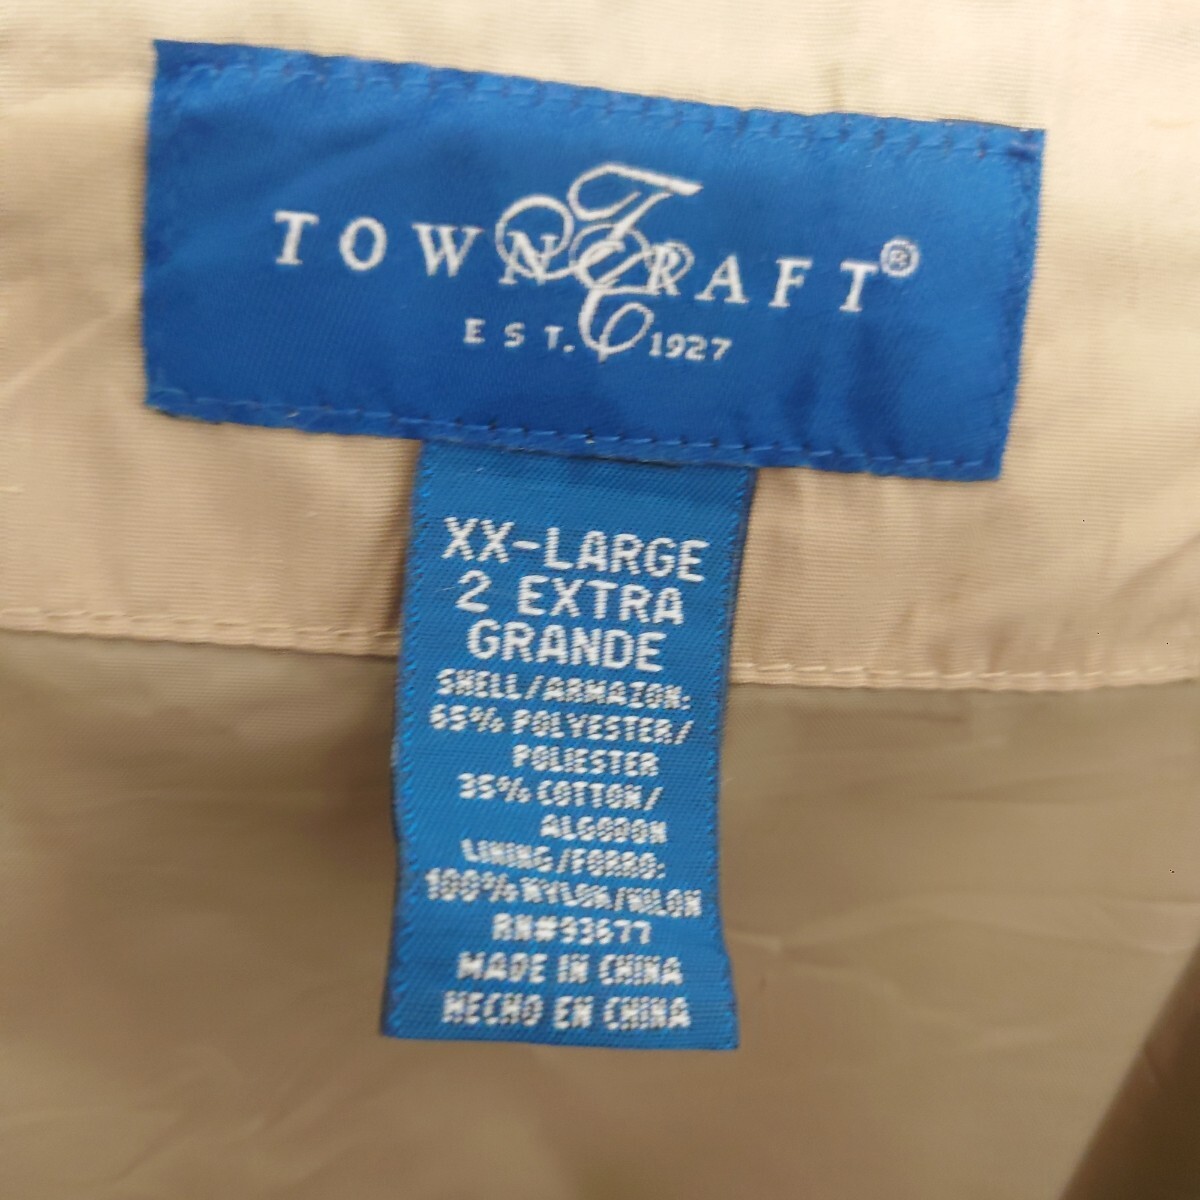 TOWNCRAFT®
TC
EST. 1927
XX-LARGE
2 EXTRA
GRANDE
SHELL/ARMAZON:
65% POLYESTER/
POLIESTER
35% COTTON/
ALGODON
LINING/FORRO:
100% NYLON/NILON
RN#93677
MADE IN CHINA
HECHO EN CHINA